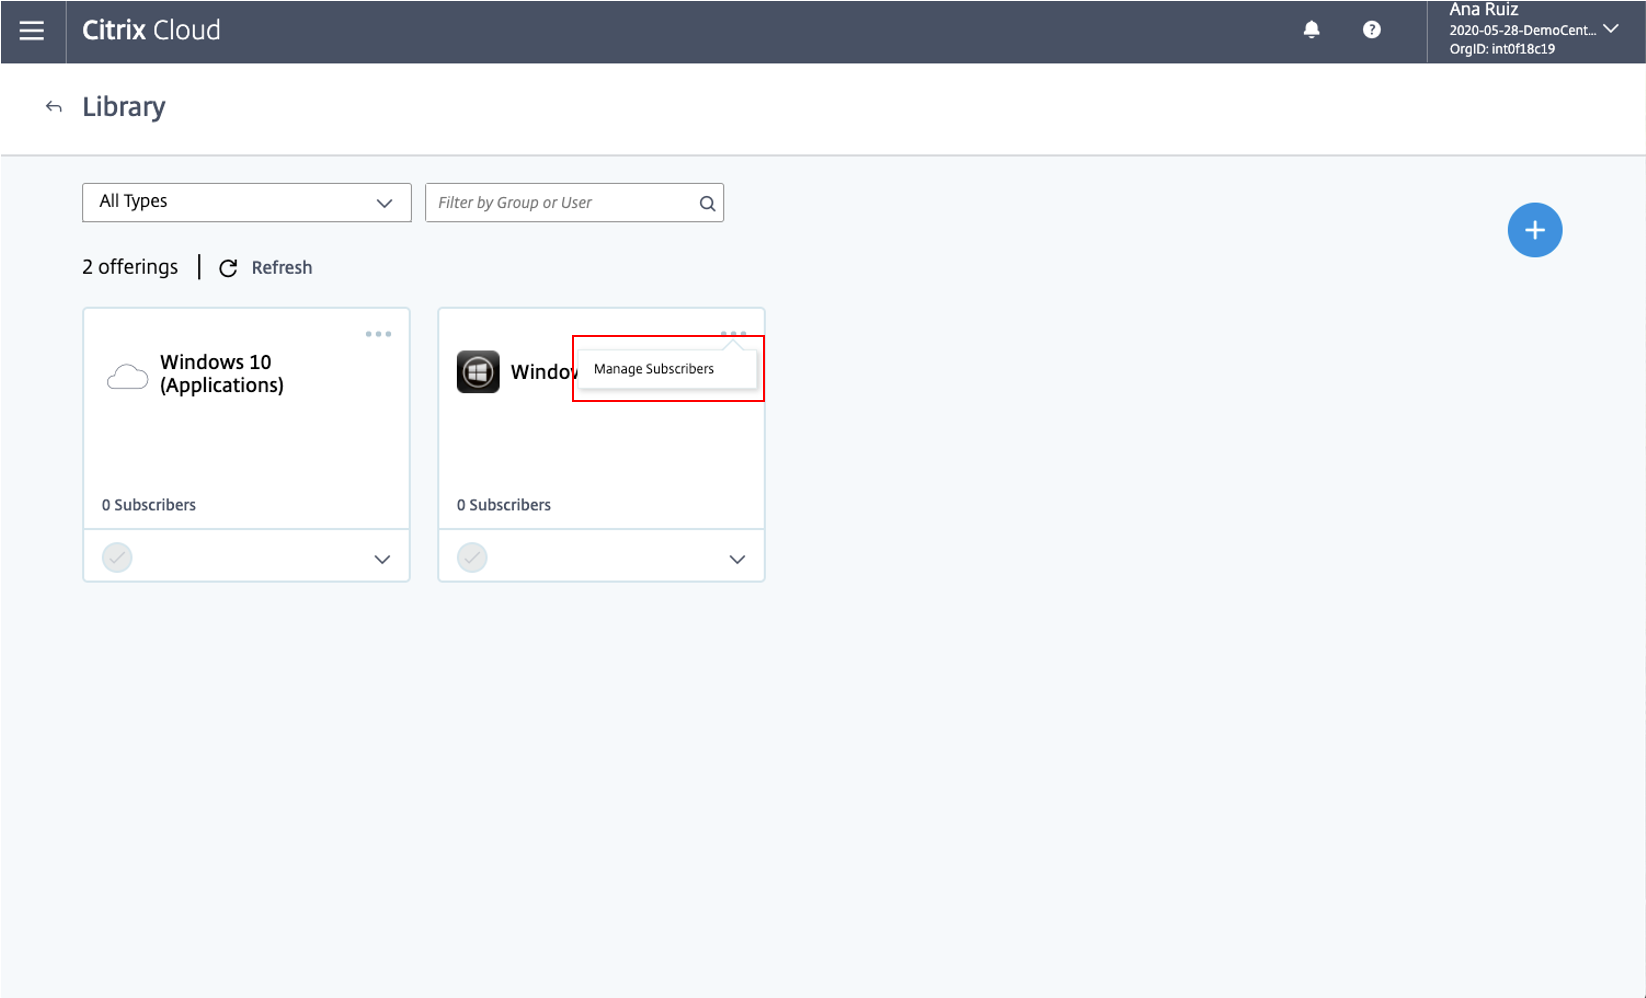 Citrix Cloud
Ana Ruiz
2020-05-28-DemoCent...
OrgID: int0f18c19
Library
All Types
Filter by Group or User
2 offerings
Refresh
Windows 10
(Applications)
0 Subscribers
Manage Subscribers
0 Subscribers